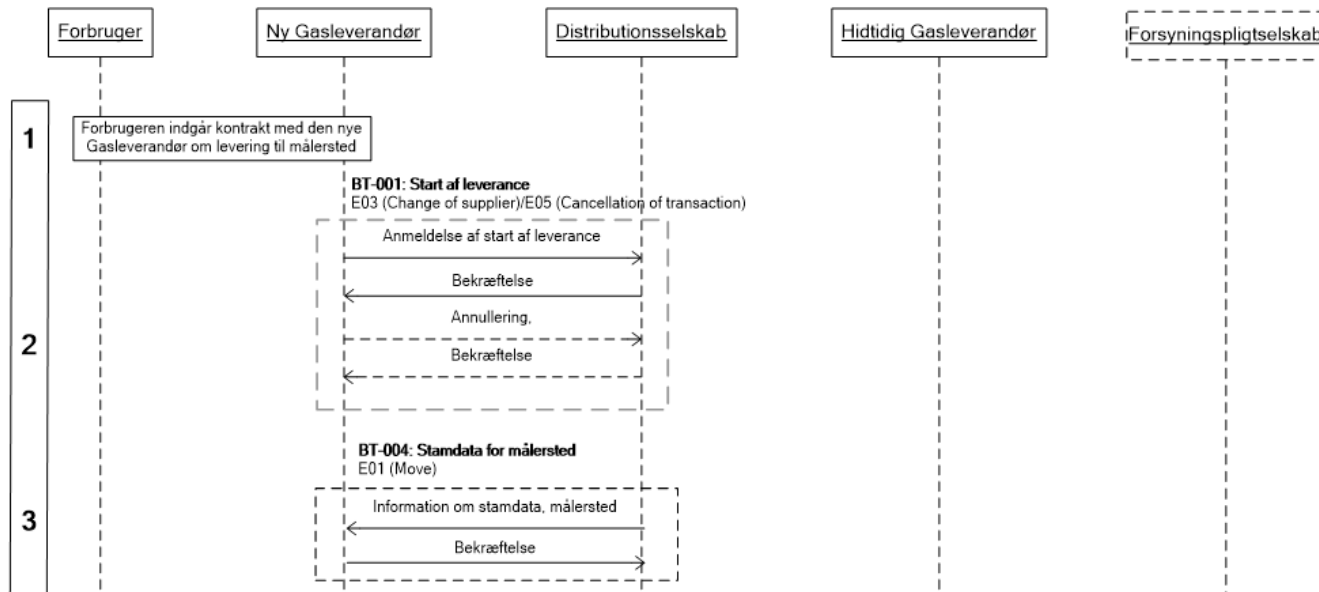 Forbruger
Ny Gasleverandør
Distributionsselskab
Hidtidig Gasleverandør
Forsyningspligtselskab
1
Forbrugeren indgår kontrakt med den nye
Gasleverandør om levering til målersted
BT-001: Start af leverance
E03 (Change of supplier)/E05 (Cancellation of transaction)
Anmeldelse af start af leverance
Bekræftelse
Annullering,
2
Bekræftelse
BT-004: Stamdata for målersted
E01 (Move)
Information om stamdata, målersted
3
Bekræftelse